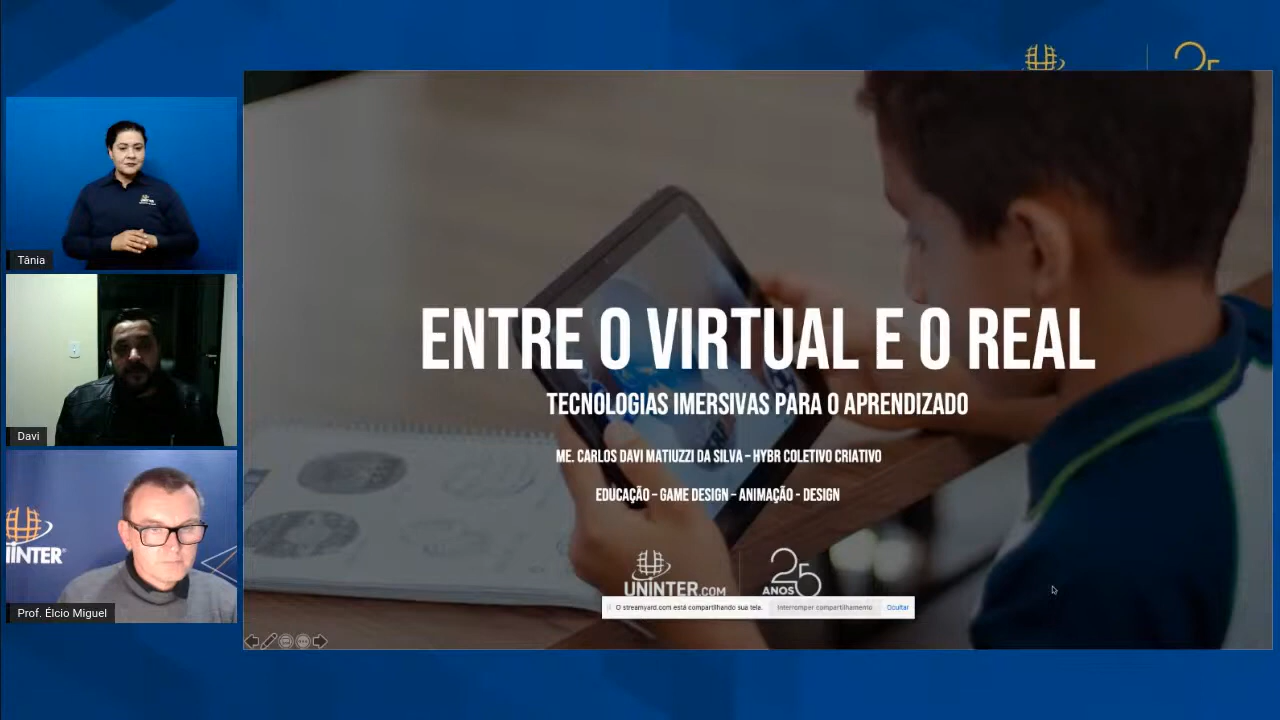 25
Tânia
Davi
UNINTER
Prof. Élcio Miguel
ENTRE O VIRTUAL E O REAL
TECNOLOGIAS IMERSIVAS PARA O APRENDIZADO
ME. CARLOS DAVI MATIUZZI DA SILVA – HYBR COLETIVO CRIATIVO
EDUCAÇÃO – GAME DESIGN – ANIMAÇÃO - DESIGN
UNINTER.COM
25 ANOS
O streamyard.com está compartilhando sua tela.
Interromper compartilhamento
Ocultar